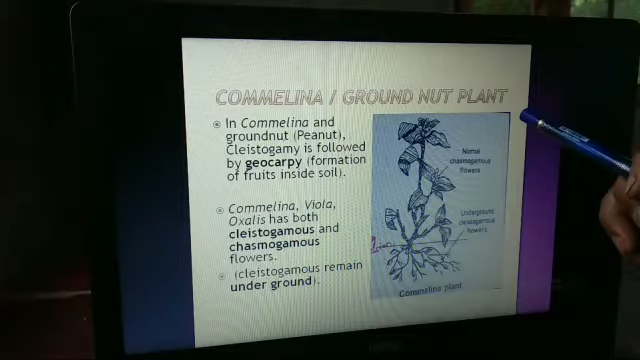 COMMELINA / GROUND NUT PLANT
In Commelina and
groundnut (Peanut),
Cleistogamy is followed
by geocarpy (formation
of fruits inside soil).
Commelina, Viola,
Oxalis has both
cleistogamous and
chasmogamous
flowers.
(cleistogamous remain
under ground).
Normal
chasmogamous
flowers
Underground
cleistogamous
flowers
Commelina plant